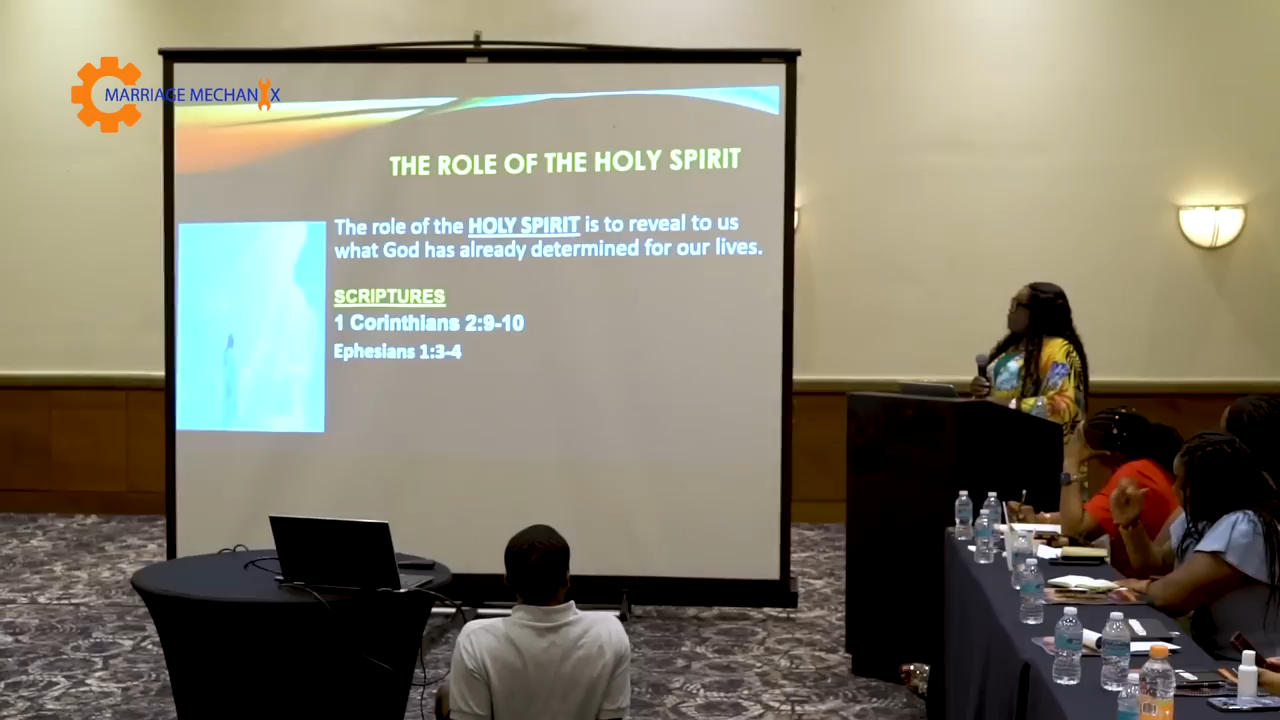 MARRIAGE MECHANIX
THE ROLE OF THE HOLY SPIRIT
The role of the HOLY SPIRIT is to reveal to us
what God has already determined for our lives.
SCRIPTURES
1 Corinthians 2:9-10
Ephesians 1:3-4